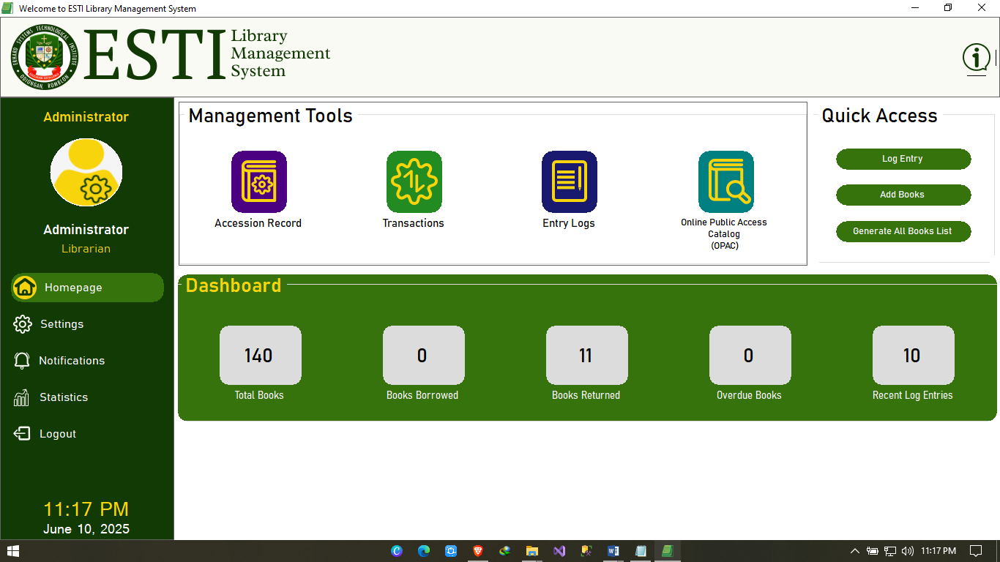 Welcome to ESTI Library Management System
ERHARD SYSTEMS TECHNOLOGICAL INSTITUTE
ODIONGAN, ROMBLON
ESTI
Library
Management
System
Administrator
Administrator
Librarian
Homepage
Settings
Notifications
Statistics
Logout
11:17 PM
June 10, 2025
Management Tools
Accession Record
Transactions
Entry Logs
Online Public Access
Catalog
(OPAC)
Quick Access
Log Entry
Add Books
Generate All Books List
Dashboard
140
Total Books
0
Books Borrowed
11
Books Returned
0
Overdue Books
10
Recent Log Entries
11:17 PM